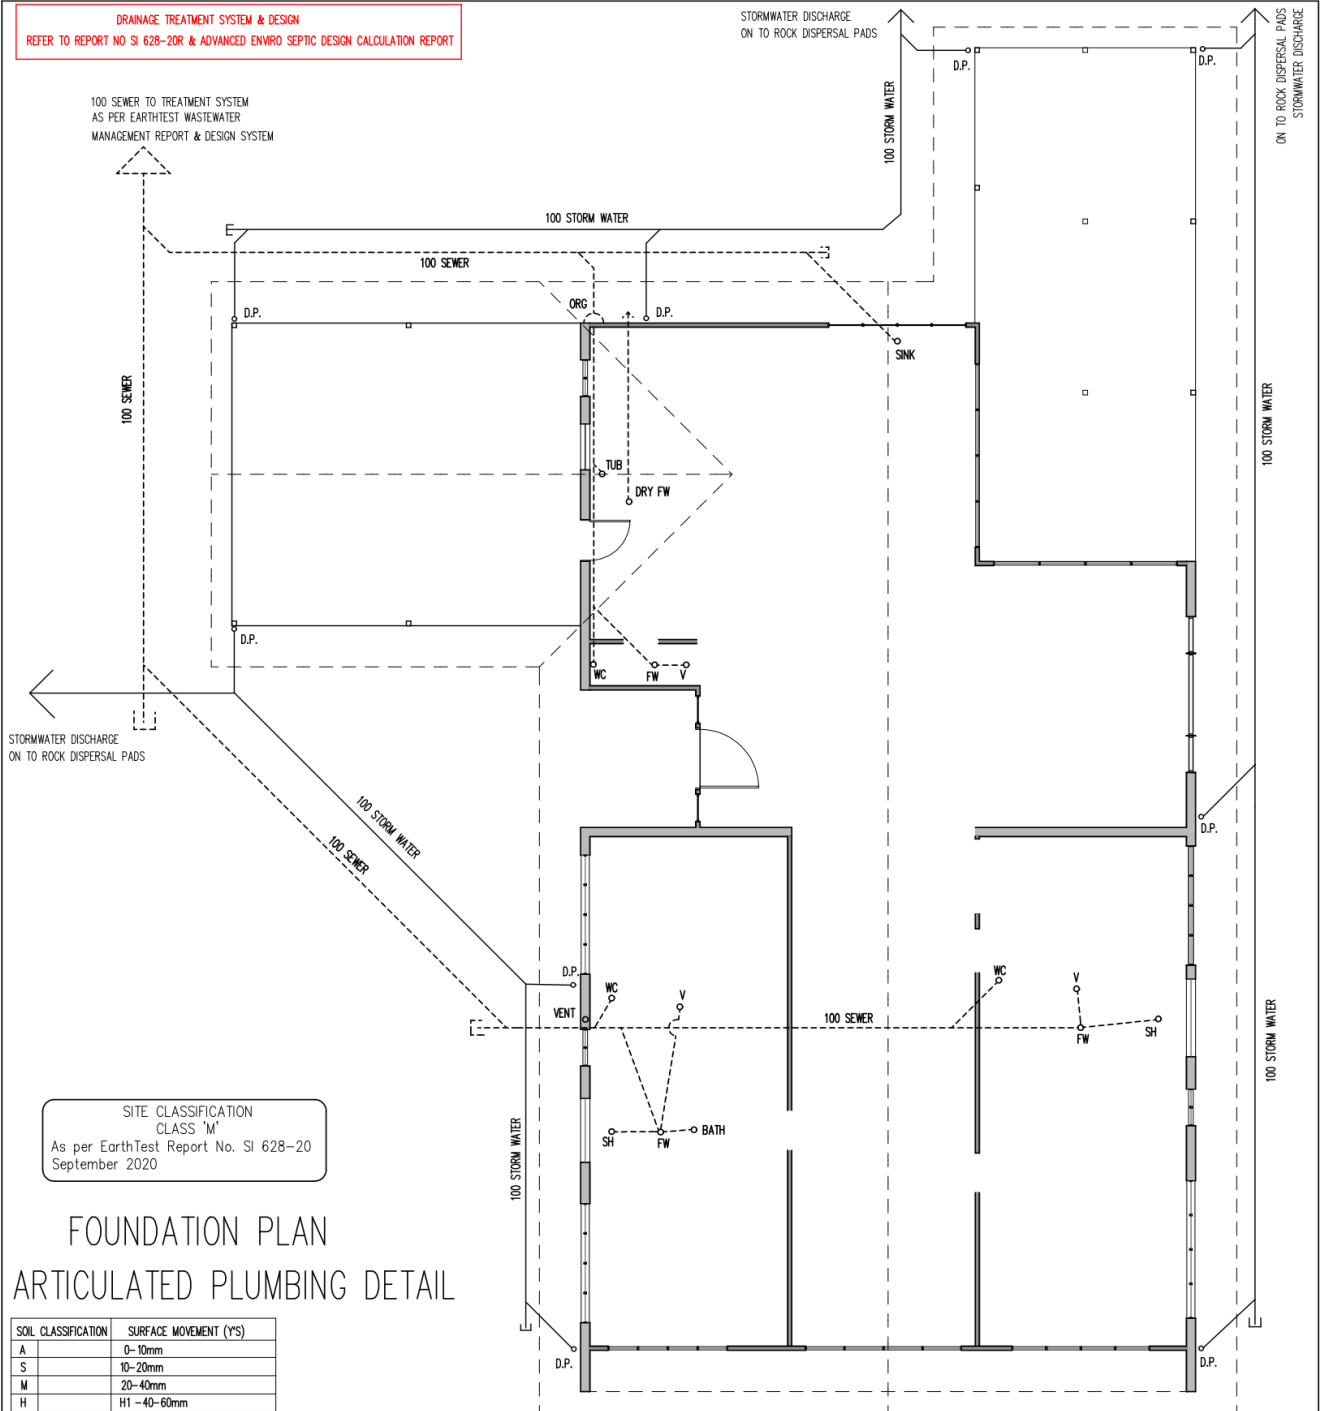 DRAINAGE TREATMENT SYSTEM & DESIGN
REFER TO REPORT NO SI 628-20R & ADVANCED ENVIRO SEPTIC DESIGN CALCULATION REPORT
STORMWATER DISCHARGE
ON TO ROCK DISPERSAL PADS
ON TO ROCK DISPERSAL PADS
STORMWATER DISCHARGE
D.P.
D.P.
100 SEWER TO TREATMENT SYSTEM
AS PER EARTHTEST WASTEWATER
MANAGEMENT REPORT & DESIGN SYSTEM
100 STORM WATER
100 STORM WATER
100 SEWER
ORG
D.P.
D.P.
SINK
100 SEWER
100 STORM WATER
TUB
DRY FW
D.P.
WC
FW
V
STORMWATER DISCHARGE
ON TO ROCK DISPERSAL PADS
100 STORM WATER
100 SEWER
D.P.
D.P.
WC
V
VENT
100 SEWER
WC
V
FW
SH
100 STORM WATER
SH
FW
BATH
100 STORM WATER
SITE CLASSIFICATION
CLASS 'M'
As per EarthTest Report No. SI 628-20
September 2020
FOUNDATION PLAN
ARTICULATED PLUMBING DETAIL
D.P.
D.P.
SOIL CLASSIFICATION SURFACE MOVEMENT (Y'S)
A 0-10mm
S 10-20mm
M 20-40mm
H H1 -40-60mm